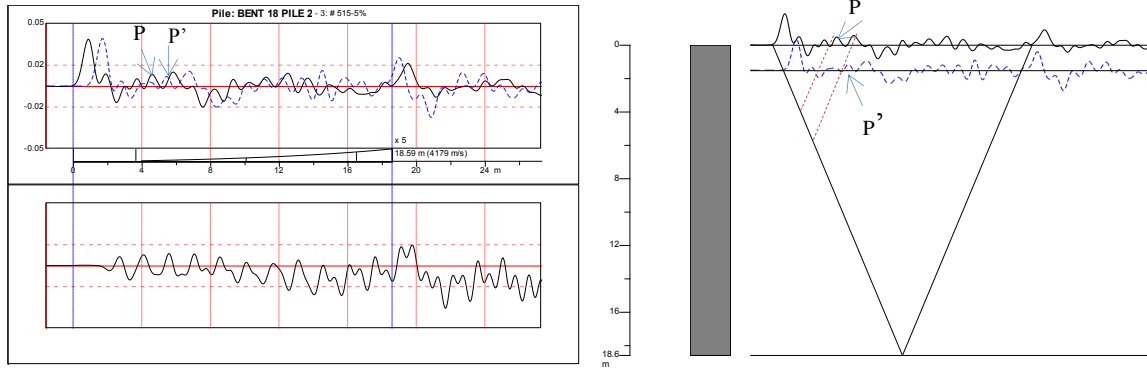 Pile: BENT 18 PILE 2 - 3: # 515-5%
0.05
P P'
0.02
-0.02
-0.05
x 5
18.59 m (4179 m/s)
0 4 8 12 16 20 24 m
P
0
P'
4
8
12
16
18.6
m